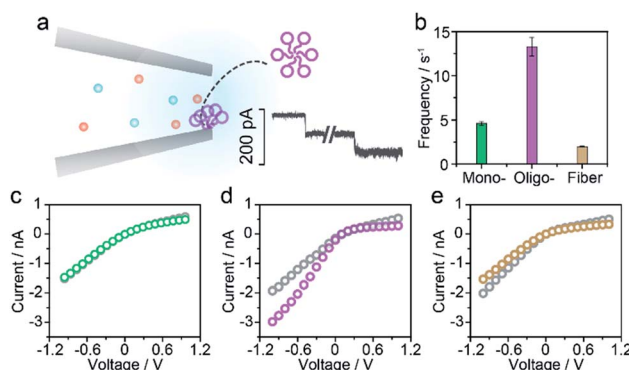 a
200 pA
b
Frequency / s⁻¹
15
10
5
0
Mono- Oligo- Fiber
c
Current / nA
1
0
-1
-2
-3
-1.2 -0.6 0 0.6 1.2
Voltage / V
d
Current / nA
1
0
-1
-2
-3
-1.2 -0.6 0 0.6 1.2
Voltage / V
e
Current / nA
1
0
-1
-2
-3
-1.2 -0.6 0 0.6 1.2
Voltage / V